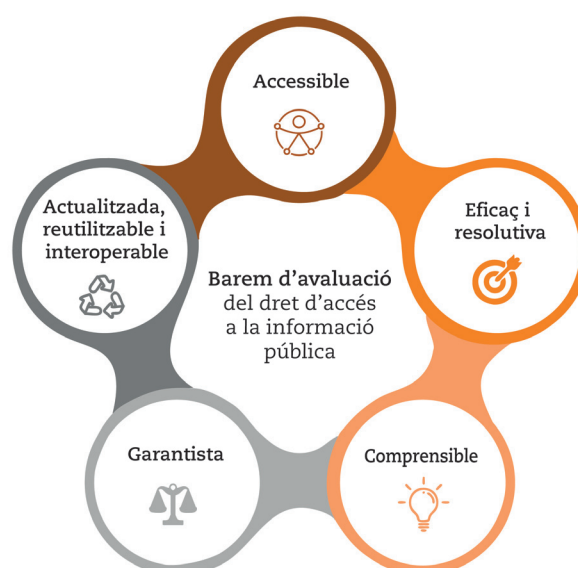 Accessible
Eficaç i
resolutiva
Actualitzada,
reutilitzable i
interoperable
Barem d’avaluació
del dret d’accés
a la informació
pública
Garantista
Comprensible